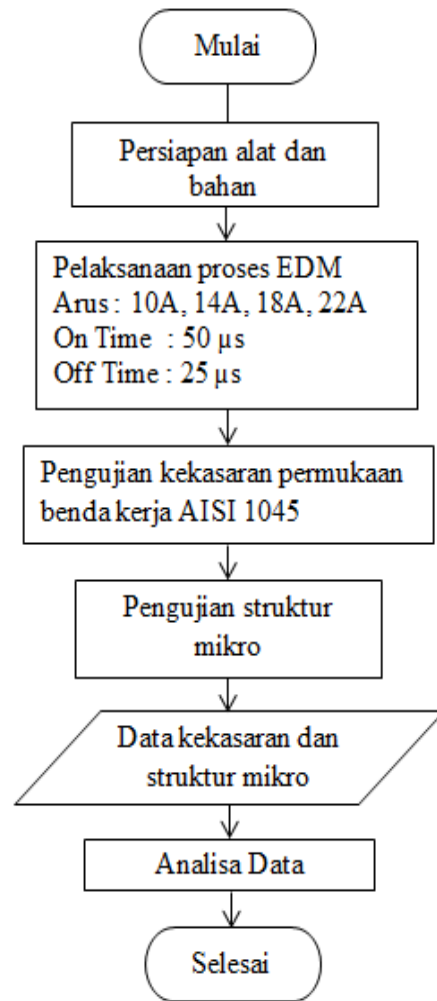 Mulai
Persiapan alat dan
bahan
Pelaksanaan proses EDM
Arus : 10A, 14A, 18A, 22A
On Time : 50 µs
Off Time : 25 µs
Pengujian kekasaran permukaan
benda kerja AISI 1045
Pengujian struktur
mikro
Data kekasaran dan
struktur mikro
Analisa Data
Selesai